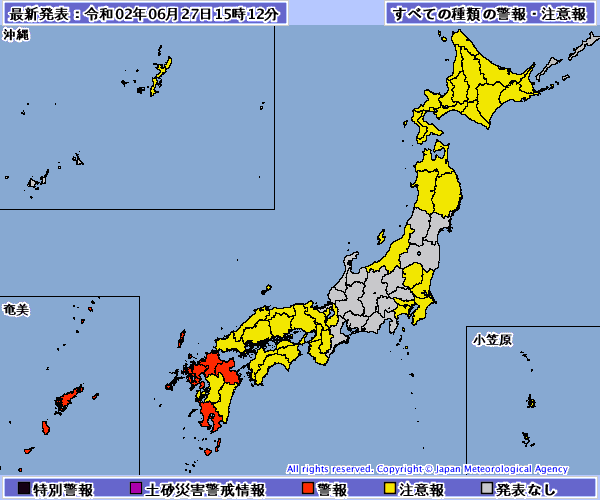 最新発表：令和02年06月27日15時12分
すべての種類の警報・注意報
沖縄
奄美
小笠原
All rights reserved. Copyright © Japan Meteorological Agency
特別警報
土砂災害警戒情報
警報
注意報
発表なし